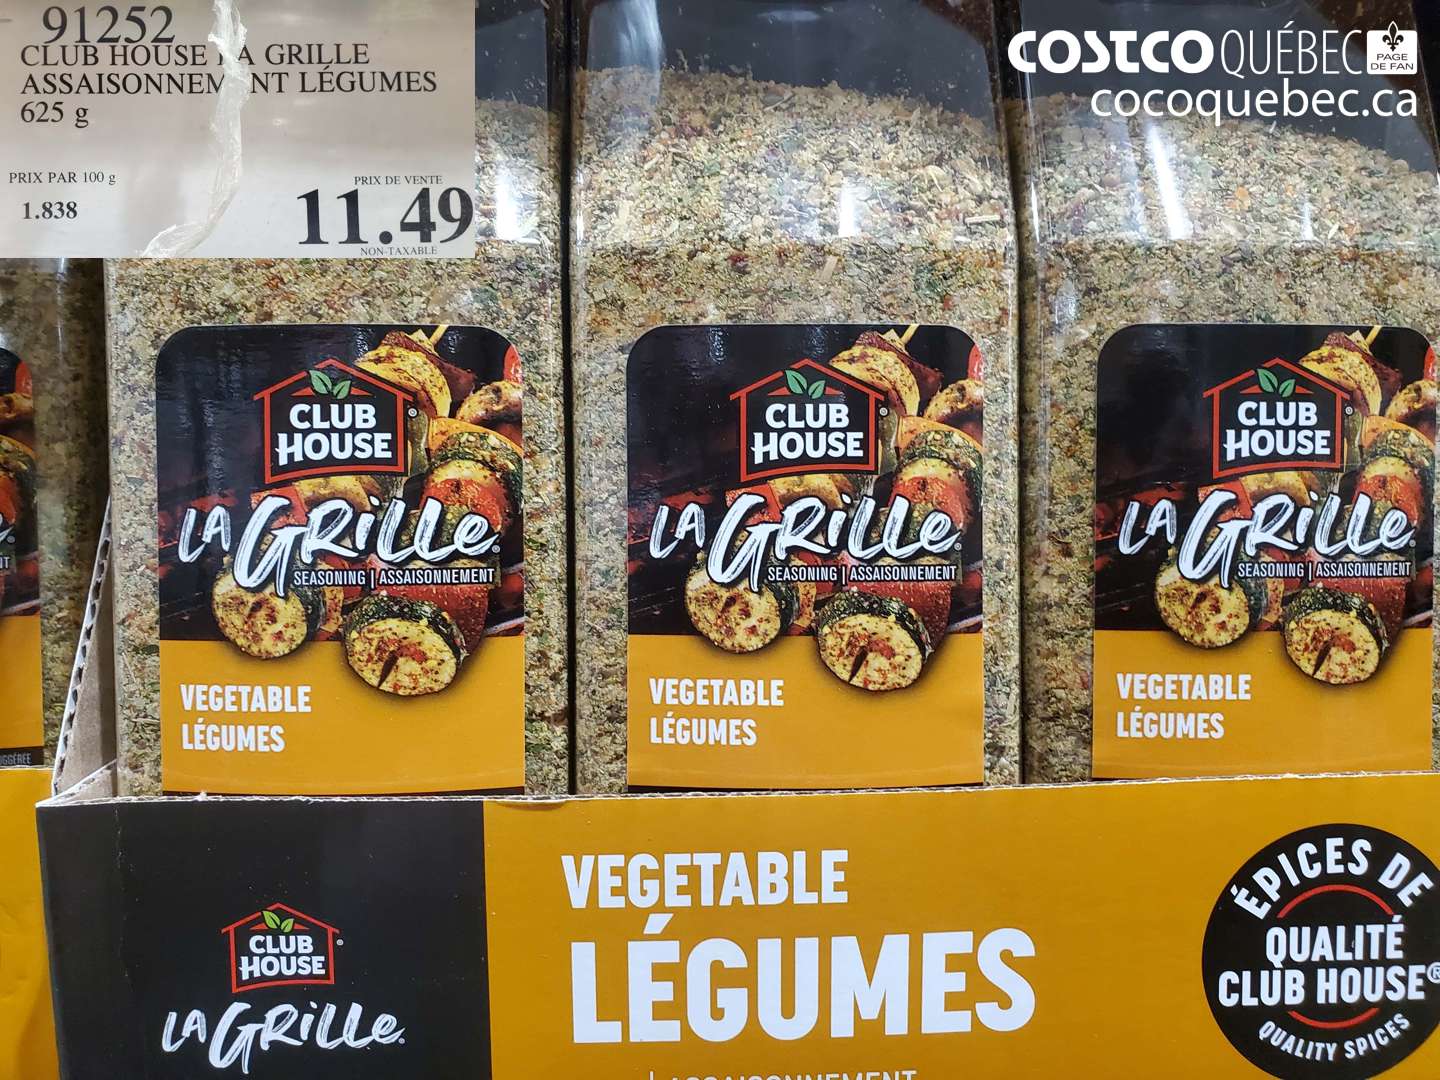 91252
CLUB HOUSE LA GRILLE
ASSAISONNEMENT LÉGUMES
625 g
PRIX PAR 100 g
1.838
PRIX DE VENTE
11.49
NON-TAXABLE
COSTCO QUÉBEC
PAGE
DE FAN
cocoquebec.ca
CLUB
HOUSE
LA GRiLLe
SEASONING | ASSAISONNEMENT
VEGETABLE
LÉGUMES
CLUB
HOUSE
LA GRiLLe
SEASONING | ASSAISONNEMENT
VEGETABLE
LÉGUMES
CLUB
HOUSE
LA GRiLLe
SEASONING | ASSAISONNEMENT
VEGETABLE
LÉGUMES
CLUB
HOUSE
LA GRiLLe
VEGETABLE
LÉGUMES
ASSAISONNEMENT
ÉPICES DE
QUALITÉ
CLUB HOUSE®
QUALITY SPICES